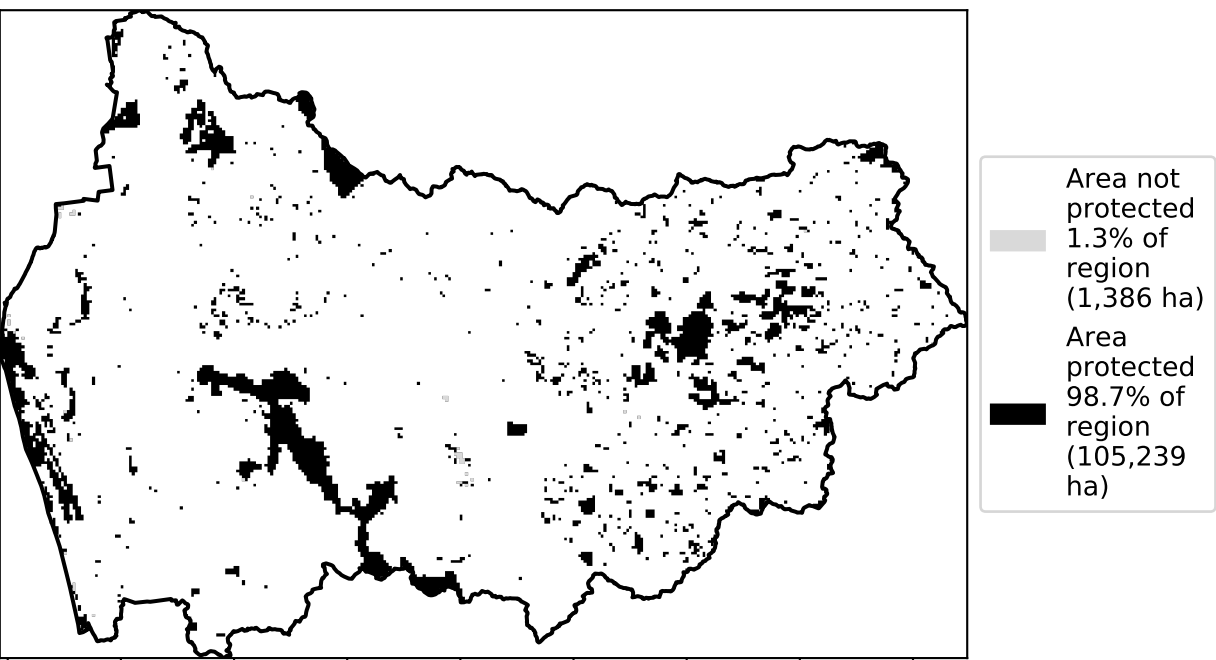 Area not
protected
1.3% of
region
(1,386 ha)
Area
protected
98.7% of
region
(105,239
ha)